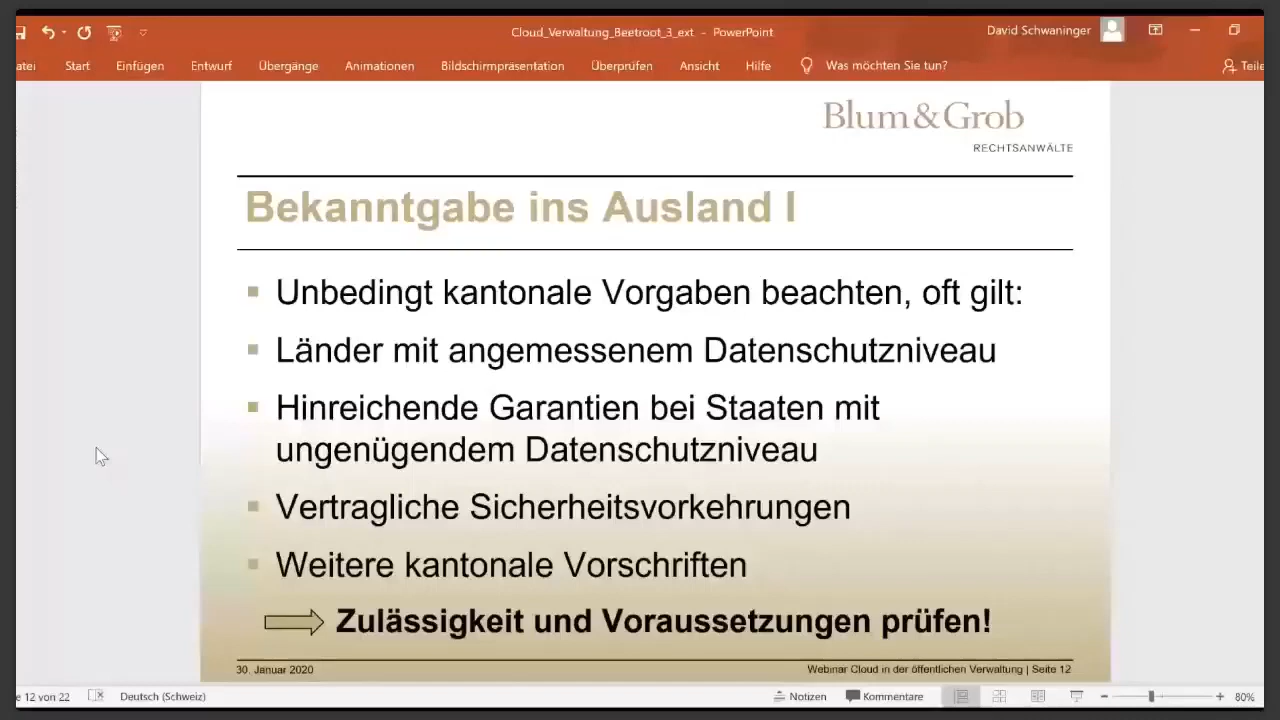 Cloud_Verwaltung_Beetroot_3_ext - PowerPoint
David Schwaninger
atei Start Einfügen Entwurf Übergänge Animationen Bildschirmpräsentation Überprüfen Ansicht Hilfe Was möchten Sie tun? Teile
Blum&Grob
RECHTSANWÄLTE
Bekanntgabe ins Ausland I
Unbedingt kantonale Vorgaben beachten, oft gilt:
Länder mit angemessenem Datenschutzniveau
Hinreichende Garantien bei Staaten mit
ungenügendem Datenschutzniveau
Vertragliche Sicherheitsvorkehrungen
Weitere kantonale Vorschriften
Zulässigkeit und Voraussetzungen prüfen!
30. Januar 2020
Webinar Cloud in der öffentlichen Verwaltung | Seite 12
e 12 von 22 Deutsch (Schweiz) Notizen Kommentare 80%